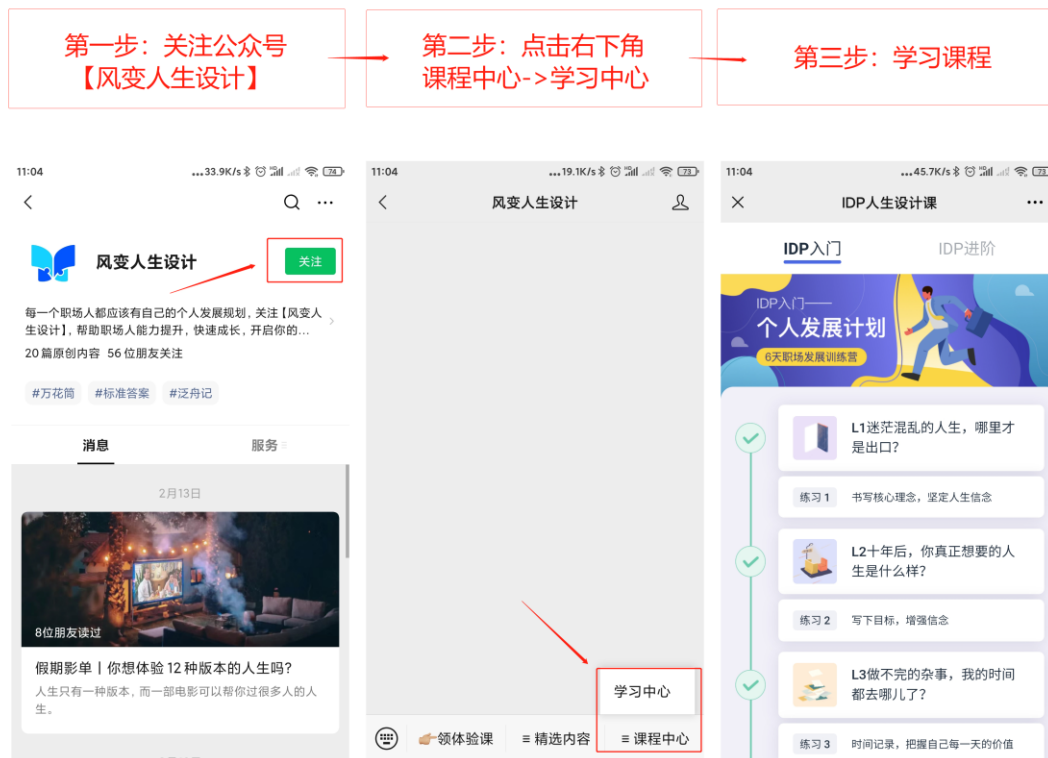 第一步：关注公众号
【风变人生设计】
第二步：点击右下角
课程中心->学习中心
第三步：学习课程
11:04
...33.9K/s
74
风变人生设计
关注
每一个职场人都应该有自己的个人发展规划，关注【风变人
生设计】，帮助职场人能力提升，快速成长，开启你的...
20篇原创内容 56位朋友关注
#万花筒 #标准答案 #泛舟记
消息
服务
2月13日
8位朋友读过
假期影单丨你想体验12种版本的人生吗?
人生只有一种版本，而一部电影可以帮你过很多人的人
生。
11:04
...19.1K/s
73
风变人生设计
学习中心
领体验课
精选内容
课程中心
11:04
...45.7K/s
73
IDP人生设计课
IDP入门
IDP进阶
IDP入门——
个人发展计划
6天职场发展训练营
L1迷茫混乱的人生，哪里才
是出口?
练习1 书写核心理念，坚定人生信念
L2十年后，你真正想要的人
生是什么样?
练习2 写下目标，增强信念
L3做不完的杂事，我的时间
都去哪儿了?
练习3 时间记录，把握自己每一天的价值